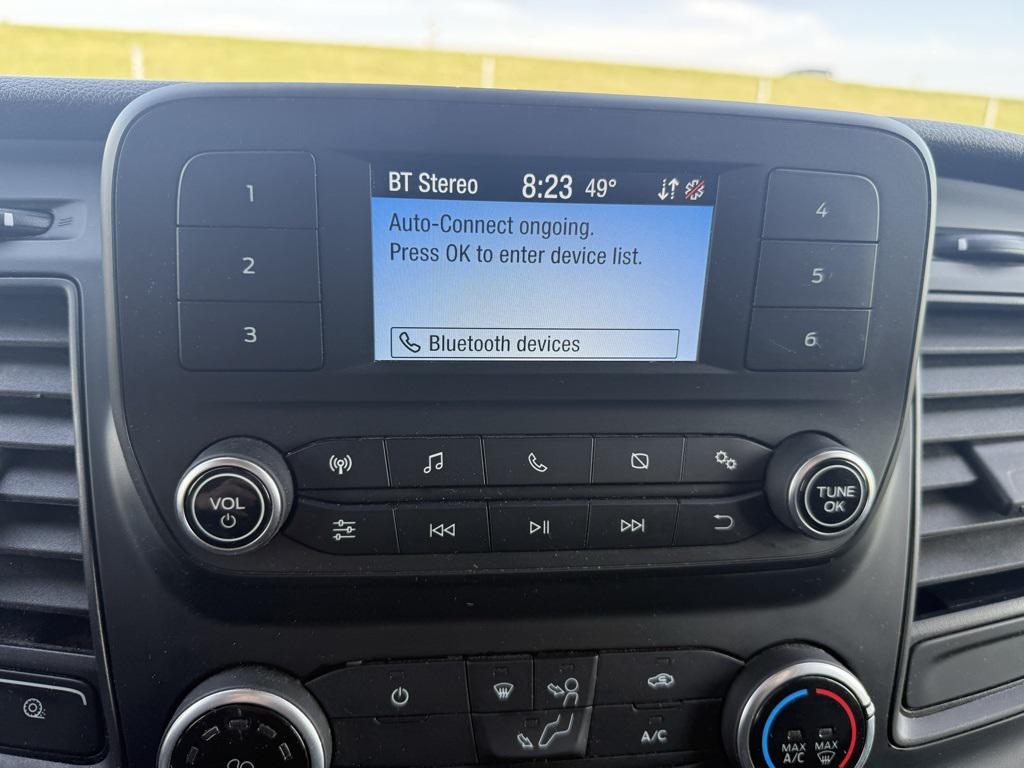 BT Stereo 8:23 49°
Auto-Connect ongoing.
Press OK to enter device list.
Bluetooth devices
1
2
3
4
5
6
VOL
TUNE
OK
A/C
MAX
A/C
MAX